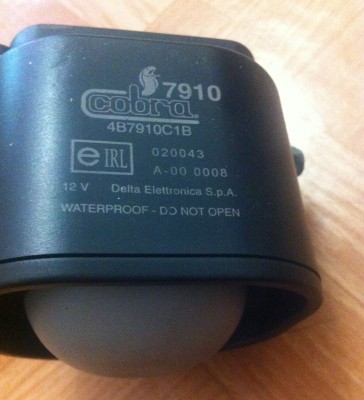 7910
cobra
4B7910C1B
e IRL
020043
A-00 0008
12 V Delta Elettronica S.p.A.
WATERPROOF - DO NOT OPEN